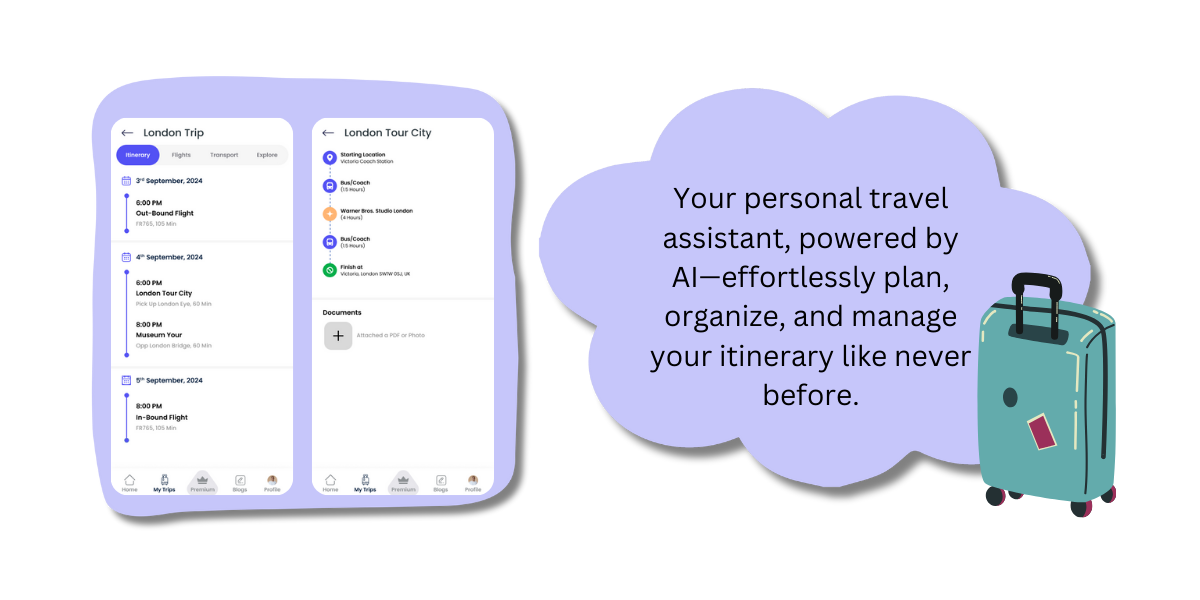 London Trip
Itinerary Flights Transport Explore
3rd September, 2024
6:00 PM
Out-Bound Flight
FR765, 105 Min
4th September, 2024
6:00 PM
London Tour City
Pick Up London Eye, 60 Min
8:00 PM
Museum Your
Opp London Bridge, 60 Min
5th September, 2024
8:00 PM
In-Bound Flight
FR765, 105 Min
Home My Trips Premium Blogs Profile
London Tour City
Starting Location
Victoria Coach Station
Bus/Coach
(1.5 Hours)
Warner Bros. Studio London
(4 Hours)
Bus/Coach
(1.5 Hours)
Finish at
Victoria, London SW1W 0SJ, UK
Documents
Attached a PDF or Photo
Home My Trips Premium Blogs Profile
Your personal travel
assistant, powered by
AI—effortlessly plan,
organize, and manage
your itinerary like never
before.